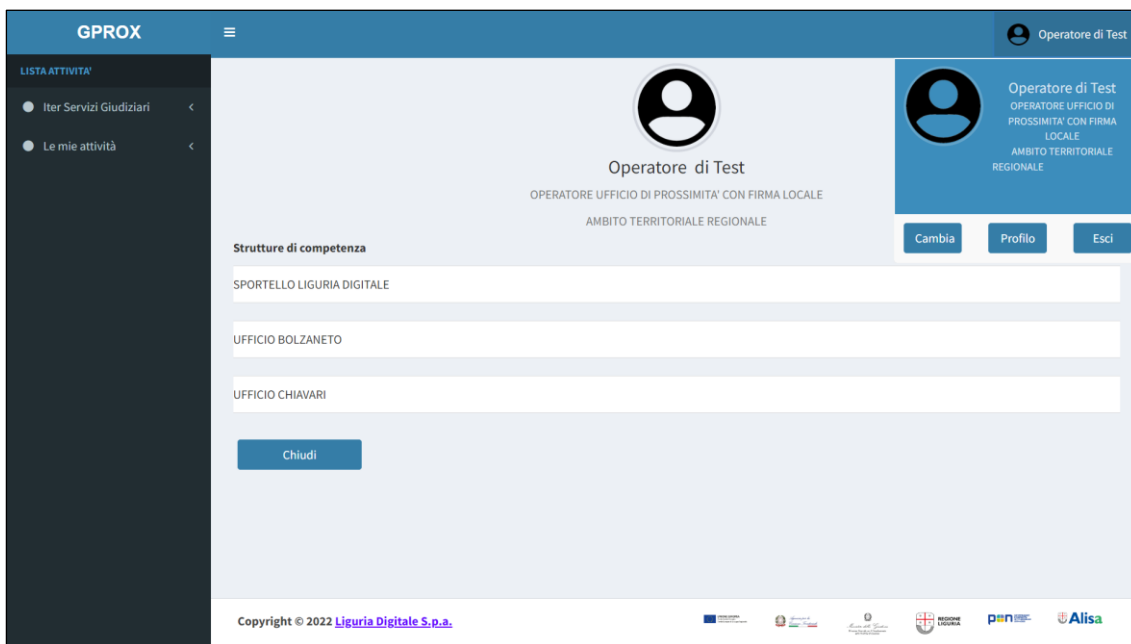 GPROX
Operatore di Test
LISTA ATTIVITA'
Iter Servizi Giudiziari
Le mie attività
Operatore di Test
OPERATORE UFFICIO DI PROSSIMITA' CON FIRMA LOCALE
AMBITO TERRITORIALE REGIONALE
Operatore di Test
OPERATORE UFFICIO DI
PROSSIMITA' CON FIRMA
LOCALE
AMBITO TERRITORIALE
REGIONALE
Cambia
Profilo
Esci
Strutture di competenza
SPORTELLO LIGURIA DIGITALE
UFFICIO BOLZANETO
UFFICIO CHIAVARI
Chiudi
Copyright © 2022 Liguria Digitale S.p.a.
REGIONE
LIGURIA
pon
Alisa